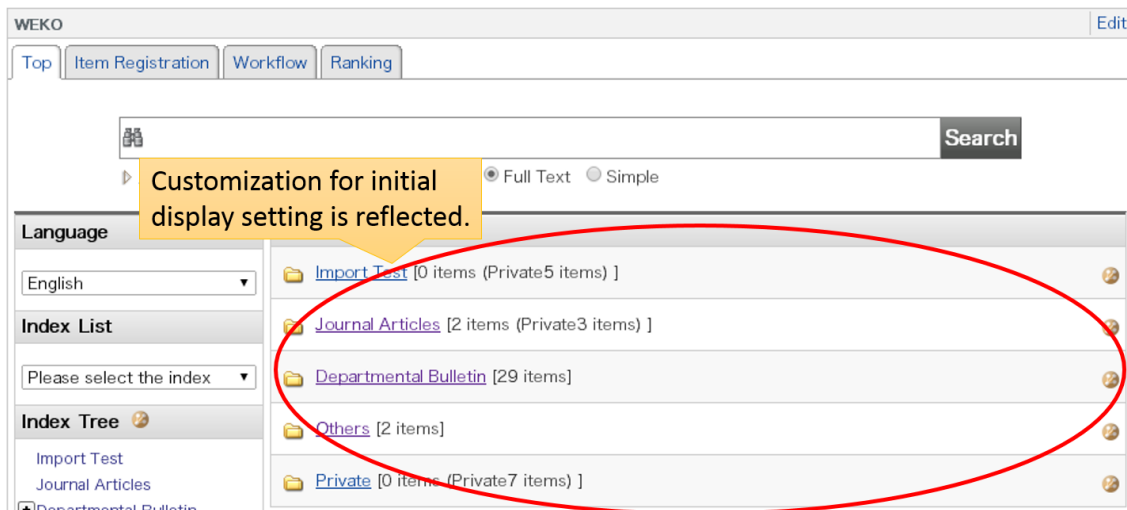 WEKO
Edit
Top
Item Registration
Workflow
Ranking
Search
Full Text
Simple
Customization for initial
display setting is reflected.
Language
English
Index List
Please select the index
Index Tree
Import Test
Journal Articles
Departmental Bulletin
Import Test [0 items (Private5 items) ]
Journal Articles [2 items (Private3 items) ]
Departmental Bulletin [29 items]
Others [2 items]
Private [0 items (Private7 items) ]